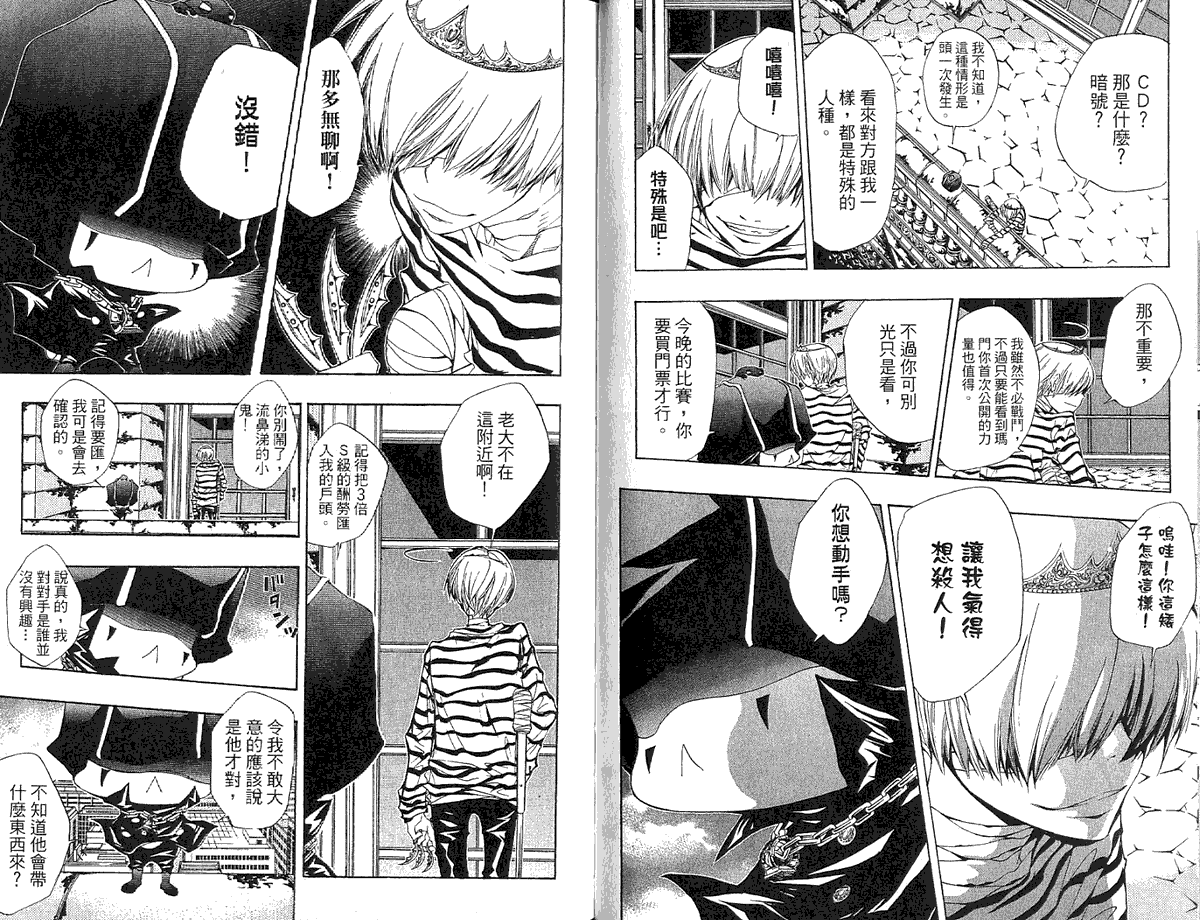 CD?
那是什麼?
暗號?
我不知道,
這種情形是
頭一次發生。
看來對方跟我一
樣,都是特殊的
人種。
嘻嘻嘻!
特殊是吧…
那不重要,
我雖然不必戰鬥,
不過只要能看到瑪
門你首次公開的力
量也值得。
不過你可別
光只是看,
今晚的比賽,你
要買門票才行。
嗚哇!你這矮
子怎麼這樣!
讓我氣得
想殺人!
你想動手嗎?
那多無聊啊!
沒錯!
老大不在
這附近啊!
記得把3倍
S級的酬勞匯
入我的戶頭。
你別鬧了,
流鼻涕的小
鬼!
記得要匯,
我可是會去
確認的。
ガタン…
說真的,我
對對手是誰並
沒有興趣…
令我不敢大
意的應該說
是他才對,
不知道他會帶
什麼東西來?